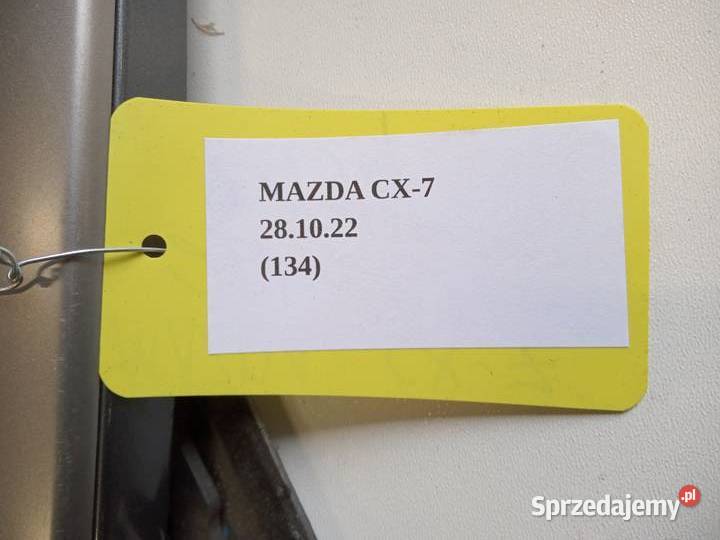 MAZDA CX-7
28.10.22
(134)
Sprzedajemy.pl